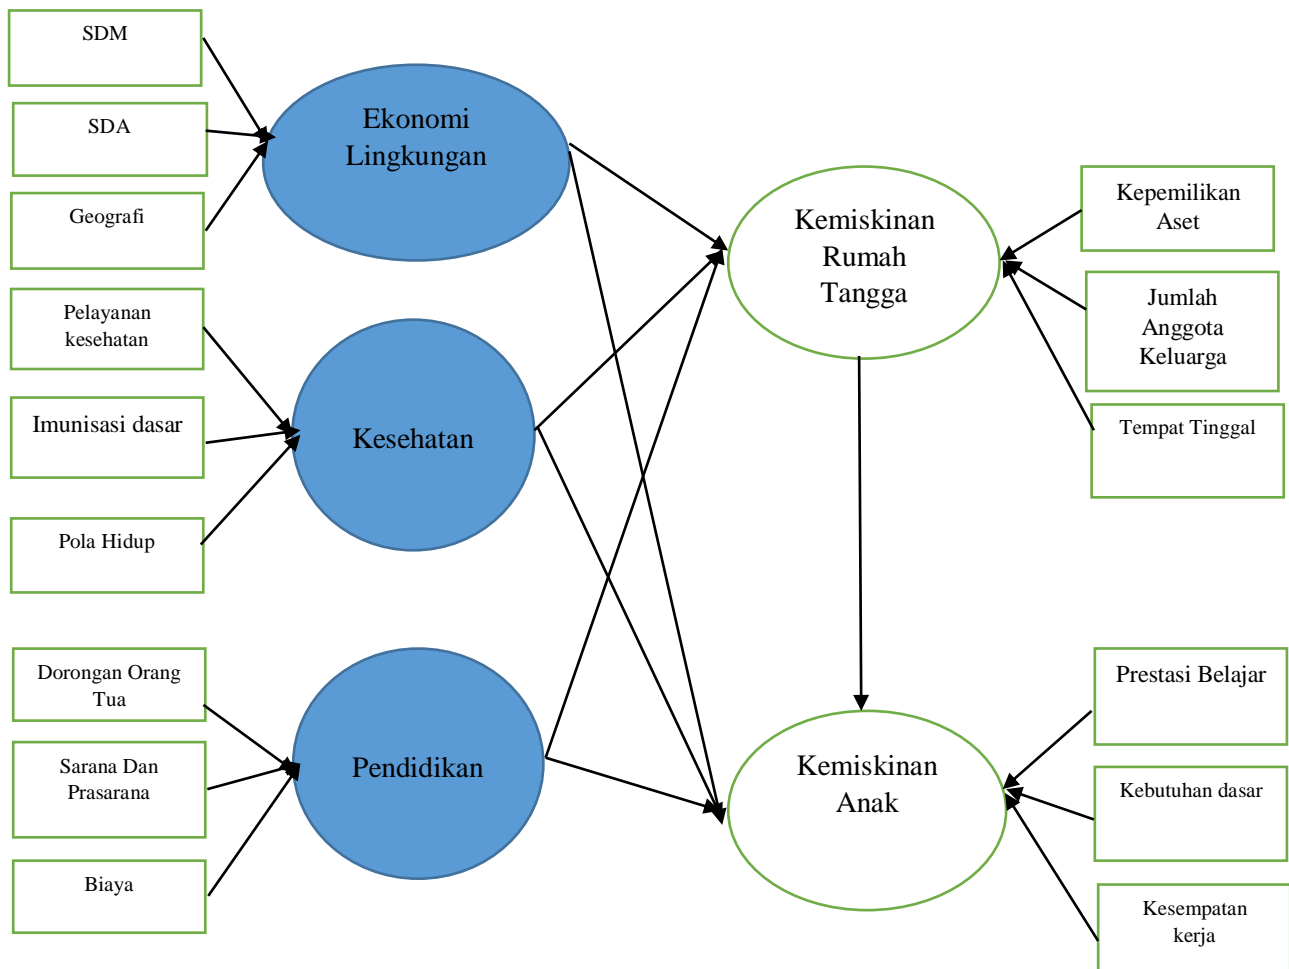 SDM
SDA
Geografi
Pelayanan
kesehatan
Imunisasi dasar
Pola Hidup
Dorongan Orang
Tua
Sarana Dan
Prasarana
Biaya
Ekonomi
Lingkungan
Kesehatan
Pendidikan
Kemiskinan
Rumah
Tangga
Kemiskinan
Anak
Kepemilikan
Aset
Jumlah
Anggota
Keluarga
Tempat Tinggal
Prestasi Belajar
Kebutuhan dasar
Kesempatan
kerja